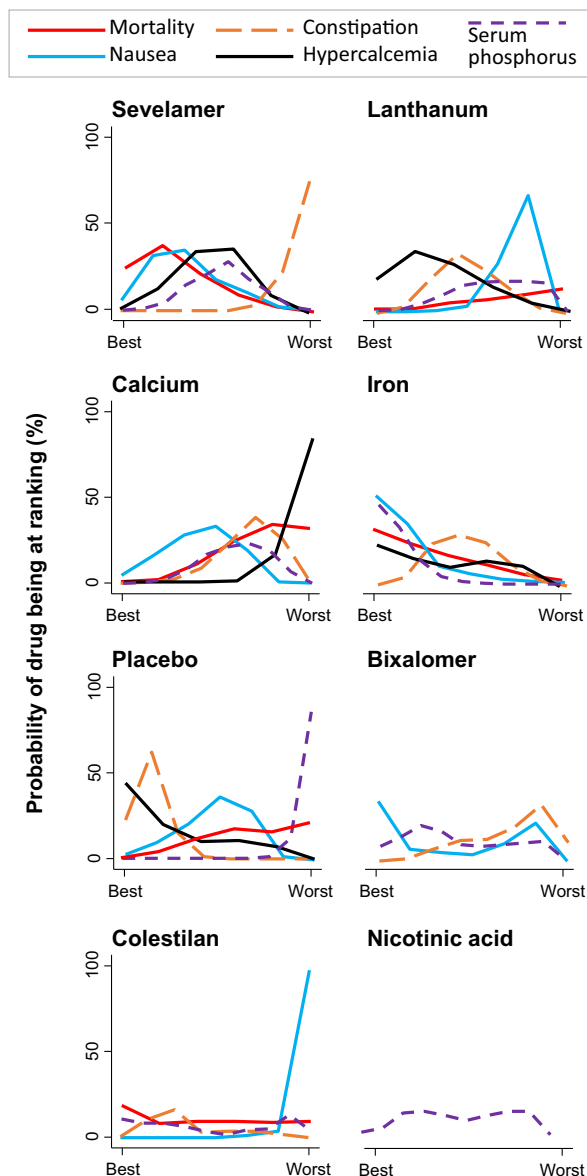 Mortality
Constipation
Serum
phosphorus
Nausea
Hypercalcemia
Probability of drug being at ranking (%)
Sevelamer
Lanthanum
100
50
0
Best
Worst
Best
Worst
Calcium
Iron
100
50
0
Best
Worst
Best
Worst
Placebo
Bixalomer
100
50
0
Best
Worst
Best
Worst
Colestilan
Nicotinic acid
100
50
0
Best
Worst
Best
Worst